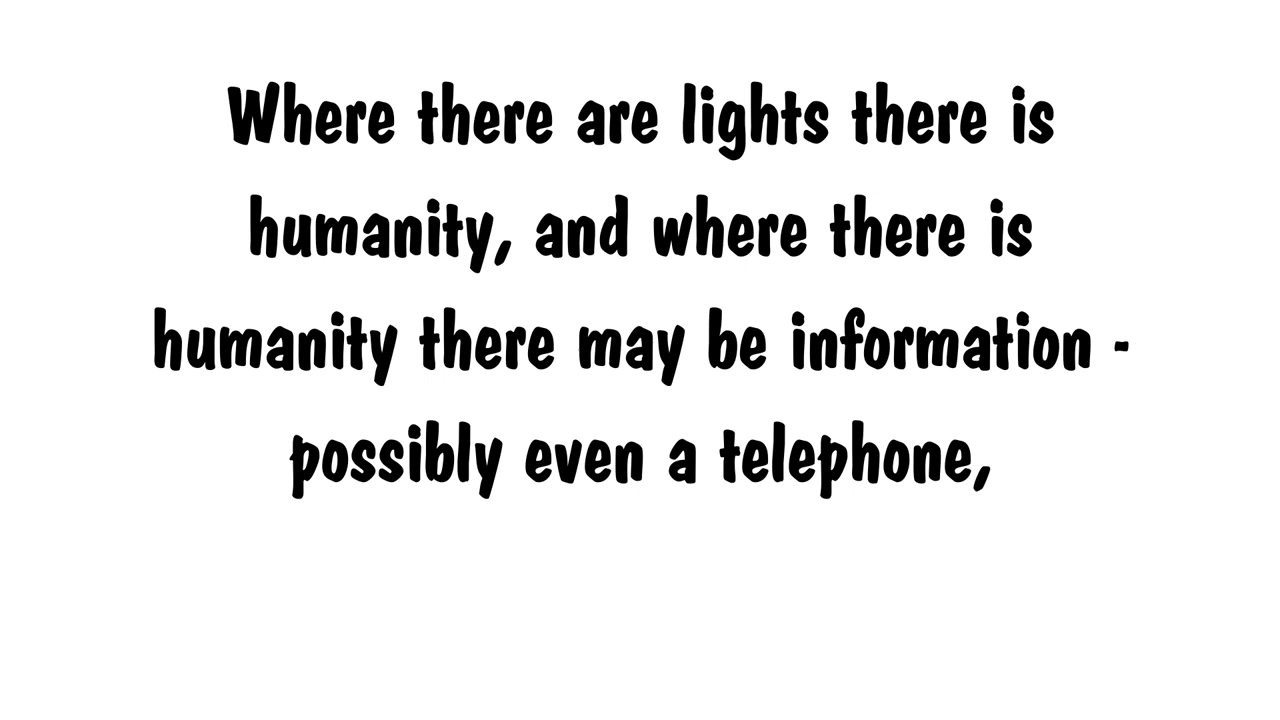 Where there are lights there is
humanity, and where there is
humanity there may be information -
possibly even a telephone,